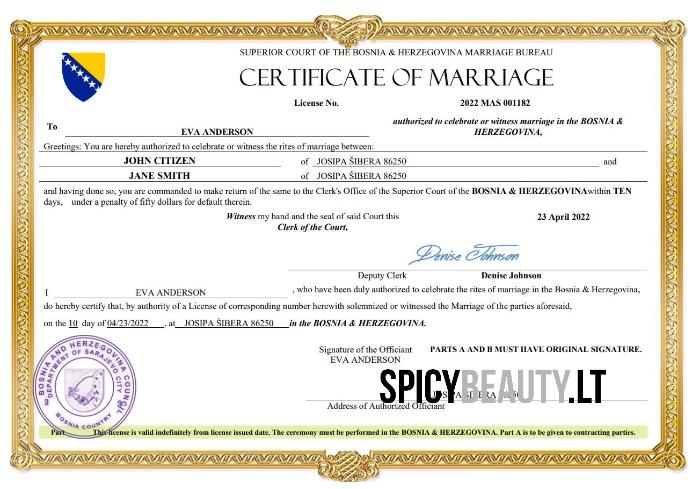 SUPERIOR COURT OF THE BOSNIA & HERZEGOVINA MARRIAGE BUREAU
CERTIFICATE OF MARRIAGE
License No. 2022 MAS 001182
To EVA ANDERSON authorized to celebrate or witness marriage in the BOSNIA &
HERZEGOVINA,
Greetings: You are hereby authorized to celebrate or witness the rites of marriage between:
JOHN CITIZEN of JOSIPA ŠIBERA 86250 and
JANE SMITH of JOSIPA ŠIBERA 86250
and having done so, you are commanded to make return of the same to the Clerk's Office of the Superior Court of the BOSNIA & HERZEGOVINAwithin TEN
days, under a penalty of fifty dollars for default therein.
Witness my hand and the seal of said Court this 23 April 2022
Clerk of the Court,
Denise Johnson
Deputy Clerk Denise Johnson
I EVA ANDERSON , who have been duly authorized to celebrate the rites of marriage in the Bosnia & Herzegovina,
do hereby certify that, by authority of a License of corresponding number herewith solemnized or witnessed the Marriage of the parties aforesaid,
on the 10 day of 04/23/2022 , at JOSIPA ŠIBERA 86250 in the BOSNIA & HERZEGOVINA.
Signature of the Officiant PARTS A AND B MUST HAVE ORIGINAL SIGNATURE.
EVA ANDERSON
SPICYBEAUTY.LT
Address of Authorized Officiant
BOSNIA AND HERZEGOVINA COUNCIL
DEPARTMENT OF SARAJEVO CITY
BOSNIA COUNTRY
Part This license is valid indefinitely from license issued date. The ceremony must be performed in the BOSNIA & HERZEGOVINA. Part A is to be given to contracting parties.